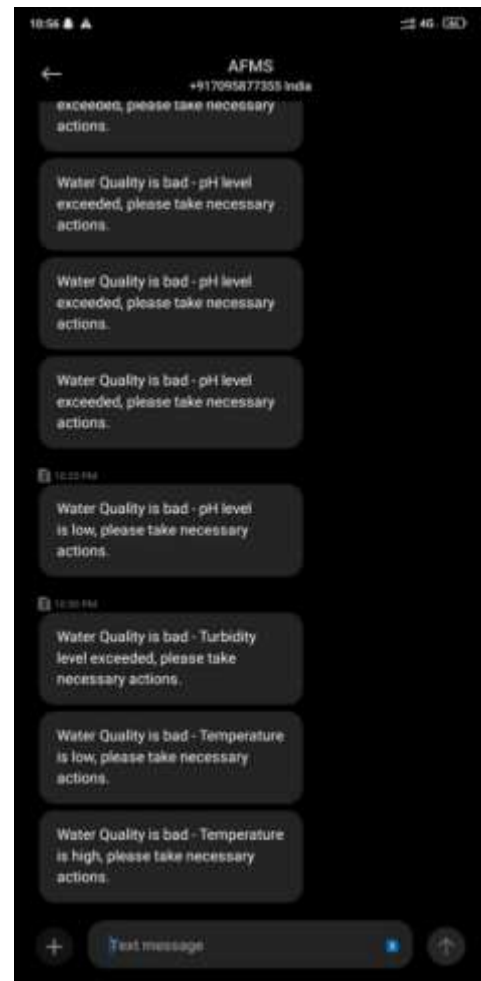 10:56
4G
AFMS
+917095877355 India
exceeded, please take necessary
actions.
Water Quality is bad - pH level
exceeded, please take necessary
actions.
Water Quality is bad - pH level
exceeded, please take necessary
actions.
Water Quality is bad - pH level
exceeded, please take necessary
actions.
PM
Water Quality is bad - pH level
is low, please take necessary
actions.
PM
Water Quality is bad - Turbidity
level exceeded, please take
necessary actions.
Water Quality is bad - Temperature
is low, please take necessary
actions.
Water Quality is bad - Temperature
is high, please take necessary
actions.
Text message